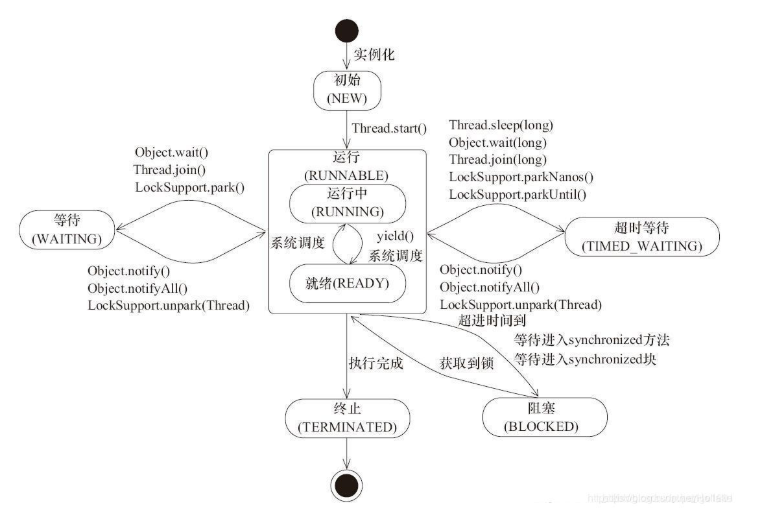 实例化
初始
(NEW)
Thread.start()
Object.wait()
Thread.join()
LockSupport.park()
Thread.sleep(long)
Object.wait(long)
Thread.join(long)
LockSupport.parkNanos()
LockSupport.parkUntil()
运行
(RUNNABLE)
运行中
(RUNNING)
等待
(WAITING)
超时等待
(TIMED_WAITING)
系统调度
yield()
系统调度
就绪(READY)
Object.notify()
Object.notifyAll()
LockSupport.unpark(Thread)
Object.notify()
Object.notifyAll()
LockSupport.unpark(Thread)
超进时间到
等待进入synchronized方法
等待进入synchronized块
执行完成
获取到锁
终止
(TERMINATED)
阻塞
(BLOCKED)